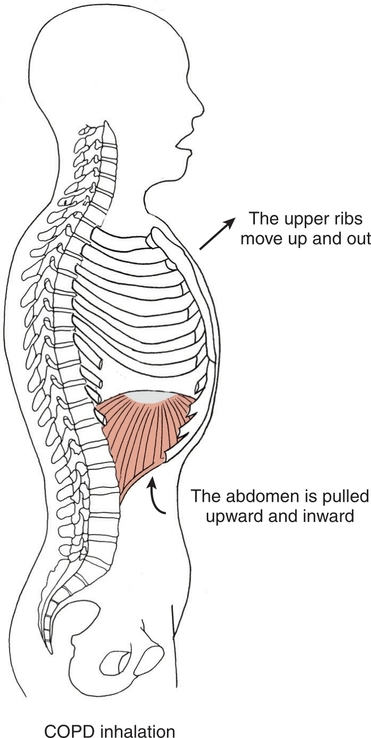 The upper ribs
move up and out
The abdomen is pulled
upward and inward
COPD inhalation